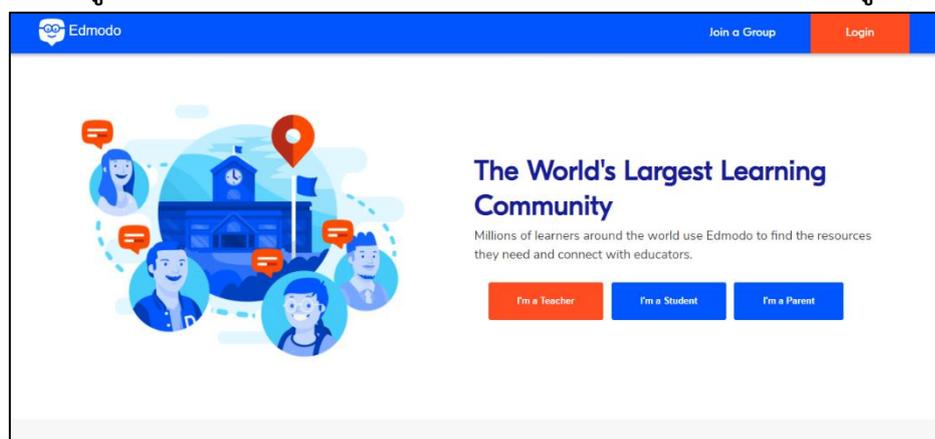 Edmodo
Join a Group
Login
The World's Largest Learning
Community
Millions of learners around the world use Edmodo to find the resources
they need and connect with educators.
I'm a Teacher
I'm a Student
I'm a Parent